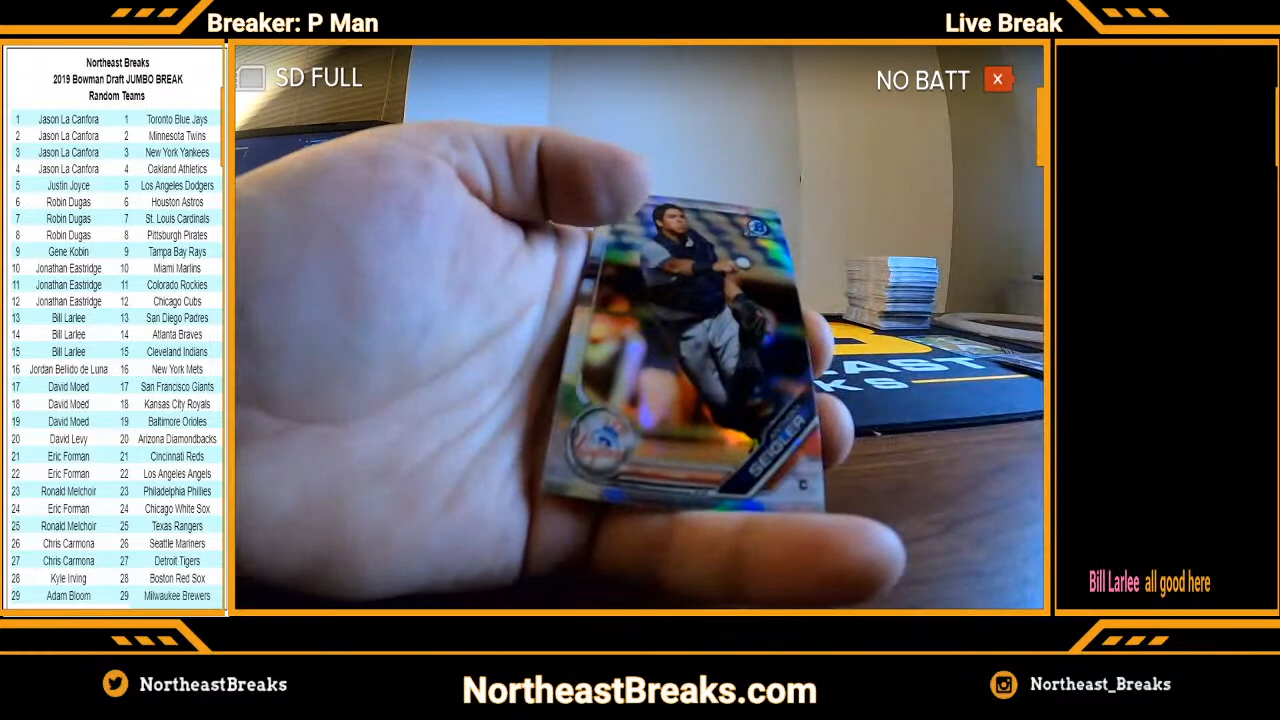 Breaker: P Man
Live Break
Northeast Breaks
2019 Bowman Draft JUMBO BREAK
Random Teams
1 Jason La Canfora 1 Toronto Blue Jays
2 Jason La Canfora 2 Minnesota Twins
3 Jason La Canfora 3 New York Yankees
4 Jason La Canfora 4 Oakland Athletics
5 Justin Joyce 5 Los Angeles Dodgers
6 Robin Dugas 6 Houston Astros
7 Robin Dugas 7 St. Louis Cardinals
8 Robin Dugas 8 Pittsburgh Pirates
9 Gene Kobin 9 Tampa Bay Rays
10 Jonathan Eastridge 10 Miami Marlins
11 Jonathan Eastridge 11 Colorado Rockies
12 Jonathan Eastridge 12 Chicago Cubs
13 Bill Larlee 13 San Diego Padres
14 Bill Larlee 14 Atlanta Braves
15 Bill Larlee 15 Cleveland Indians
16 Jordan Bellido de Luna 16 New York Mets
17 David Moed 17 San Francisco Giants
18 David Moed 18 Kansas City Royals
19 David Moed 19 Baltimore Orioles
20 David Levy 20 Arizona Diamondbacks
21 Eric Forman 21 Cincinnati Reds
22 Eric Forman 22 Los Angeles Angels
23 Ronald Melchoir 23 Philadelphia Phillies
24 Eric Forman 24 Chicago White Sox
25 Ronald Melchoir 25 Texas Rangers
26 Chris Carmona 26 Seattle Mariners
27 Chris Carmona 27 Detroit Tigers
28 Kyle Irving 28 Boston Red Sox
29 Adam Bloom 29 Milwaukee Brewers
SD FULL
NO BATT
SEIGLER
C
AST
KS
Bill Larlee all good here
NortheastBreaks
NortheastBreaks.com
Northeast_Breaks